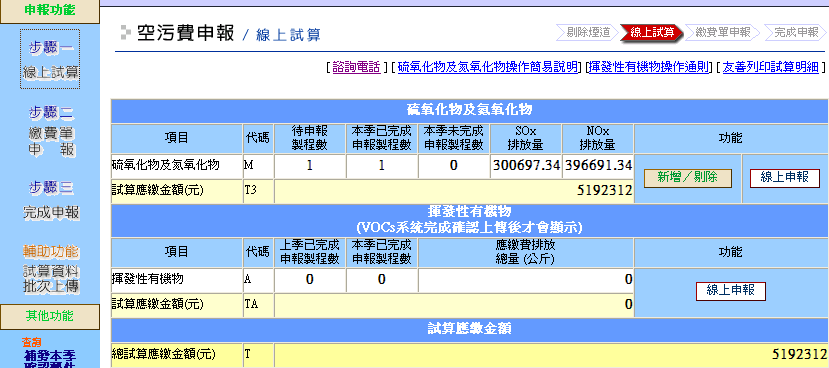 申報功能
步驟一
線上試算
步驟二
繳費單
申 報
步驟三
完成申報
輔助功能
試算資料
批次上傳
其他功能
查詢
補發本季
空污費申報 / 線上試算
剔除煙道 線上試算 繳費單申報 完成申報
[ 諮詢電話 ] [ 硫氧化物及氮氧化物操作簡易說明] [揮發性有機物操作通則] [ 友善列印試算明細 ]
硫氧化物及氮氧化物
項目 代碼 待申報製程數 本季已完成申報製程數 本季未完成申報製程數 SOx排放量 NOx排放量 功能
硫氧化物及氮氧化物 M 1 1 0 300697.34 396691.34 新增／剔除 線上申報
試算應繳金額(元) T3 5192312
揮發性有機物
(VOCs系統完成確認上傳後才會顯示)
項目 代碼 上季已完成申報製程數 本季已完成申報製程數 應繳費排放總量 (公斤) 功能
揮發性有機物 A 0 0 0 線上申報
試算應繳金額(元) TA 0
試算應繳金額
總試算應繳金額(元) T 5192312